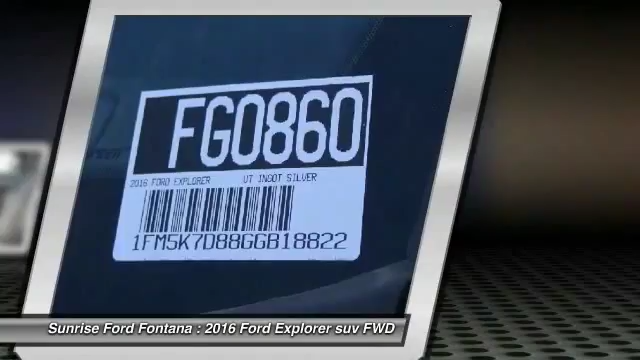 FG0860
2016 FORD EXPLORER UT INGOT SILVER
1FM5K7D88GGB18822
Sunrise Ford Fontana : 2016 Ford Explorer suv FWD